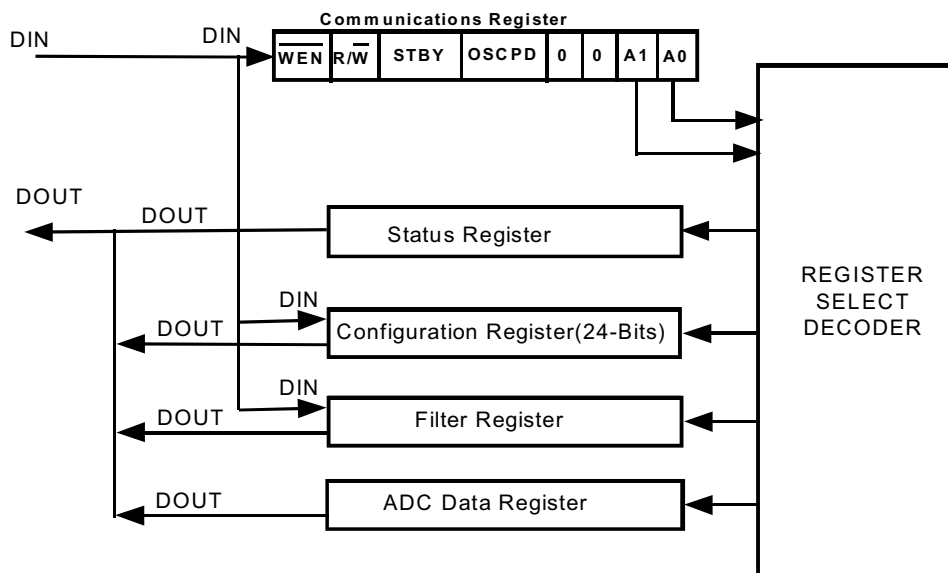 Communications Register
DIN
DIN
W̅E̅N̅ R/W̅ STBY OSCPD 0 0 A1 A0
DOUT
DOUT
Status Register
REGISTER
SELECT
DECODER
DIN
DOUT
Configuration Register(24-Bits)
DIN
DOUT
Filter Register
DOUT
ADC Data Register